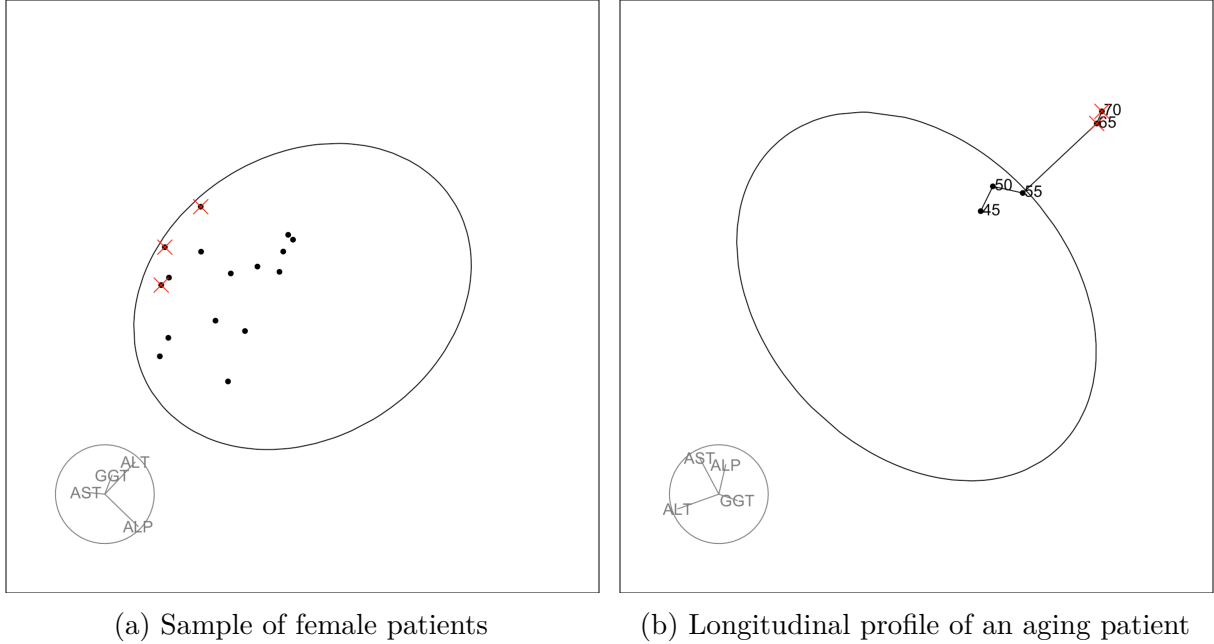 70
65
50
55
45
ALT
GGT
AST
ALP
AST
ALP
GGT
ALT
(a) Sample of female patients
(b) Longitudinal profile of an aging patient